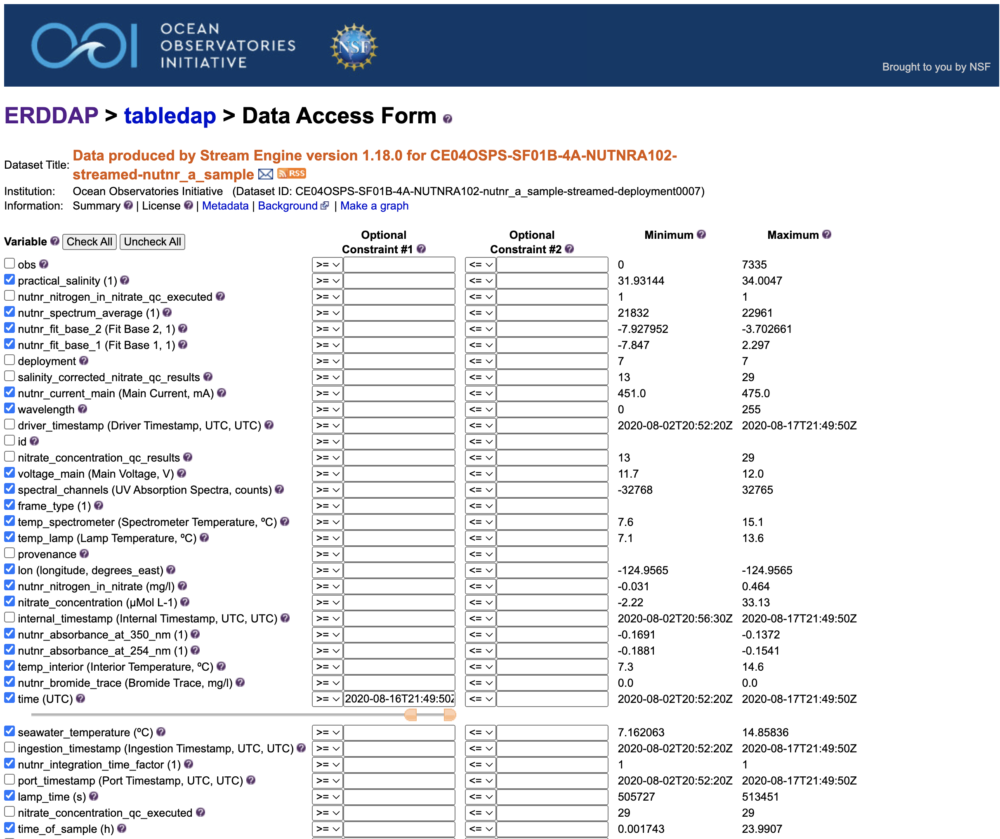 OCEAN
OBSERVATORIES
INITIATIVE
NSF
Brought to you by NSF
ERDDAP > tabledap > Data Access Form ?
Dataset Title: Data produced by Stream Engine version 1.18.0 for CE04OSPS-SF01B-4A-NUTNRA102-
streamed-nutnr_a_sample RSS
Institution: Ocean Observatories Initiative (Dataset ID: CE04OSPS-SF01B-4A-NUTNRA102-nutnr_a_sample-streamed-deployment0007)
Information: Summary ? | License ? | Metadata | Background | Make a graph
Variable ? Check All Uncheck All Optional Constraint #1 ? Optional Constraint #2 ? Minimum ? Maximum ?
obs ? >= <= 0 7335
practical_salinity (1) ? >= <= 31.93144 34.0047
nutnr_nitrogen_in_nitrate_qc_executed ? >= <= 1 1
nutnr_spectrum_average (1) ? >= <= 21832 22961
nutnr_fit_base_2 (Fit Base 2, 1) ? >= <= -7.927952 -3.702661
nutnr_fit_base_1 (Fit Base 1, 1) ? >= <= -7.847 2.297
deployment ? >= <= 7 7
salinity_corrected_nitrate_qc_results ? >= <= 13 29
nutnr_current_main (Main Current, mA) ? >= <= 451.0 475.0
wavelength ? >= <= 0 255
driver_timestamp (Driver Timestamp, UTC, UTC) ? >= <= 2020-08-02T20:52:20Z 2020-08-17T21:49:50Z
id ? >= <=
nitrate_concentration_qc_results ? >= <= 13 29
voltage_main (Main Voltage, V) ? >= <= 11.7 12.0
spectral_channels (UV Absorption Spectra, counts) ? >= <= -32768 32765
frame_type (1) ? >= <=
temp_spectrometer (Spectrometer Temperature, ºC) ? >= <= 7.6 15.1
temp_lamp (Lamp Temperature, ºC) ? >= <= 7.1 13.6
provenance ? >= <=
lon (longitude, degrees_east) ? >= <= -124.9565 -124.9565
nutnr_nitrogen_in_nitrate (mg/l) ? >= <= -0.031 0.464
nitrate_concentration (µMol L-1) ? >= <= -2.22 33.13
internal_timestamp (Internal Timestamp, UTC, UTC) ? >= <= 2020-08-02T20:56:30Z 2020-08-17T21:49:50Z
nutnr_absorbance_at_350_nm (1) ? >= <= -0.1691 -0.1372
nutnr_absorbance_at_254_nm (1) ? >= <= -0.1881 -0.1541
temp_interior (Interior Temperature, ºC) ? >= <= 7.3 14.6
nutnr_bromide_trace (Bromide Trace, mg/l) ? >= <= 0.0 0.0
time (UTC) ? >= 2020-08-16T21:49:50Z <= 2020-08-02T20:52:20Z 2020-08-17T21:49:50Z
seawater_temperature (ºC) ? >= <= 7.162063 14.85836
ingestion_timestamp (Ingestion Timestamp, UTC, UTC) ? >= <= 2020-08-02T20:52:20Z 2020-08-17T21:49:50Z
nutnr_integration_time_factor (1) ? >= <= 1 1
port_timestamp (Port Timestamp, UTC, UTC) ? >= <= 2020-08-02T20:52:20Z 2020-08-17T21:49:50Z
lamp_time (s) ? >= <= 505727 513451
nitrate_concentration_qc_executed ? >= <= 29 29
time_of_sample (h) ? >= <= 0.001743 23.9907